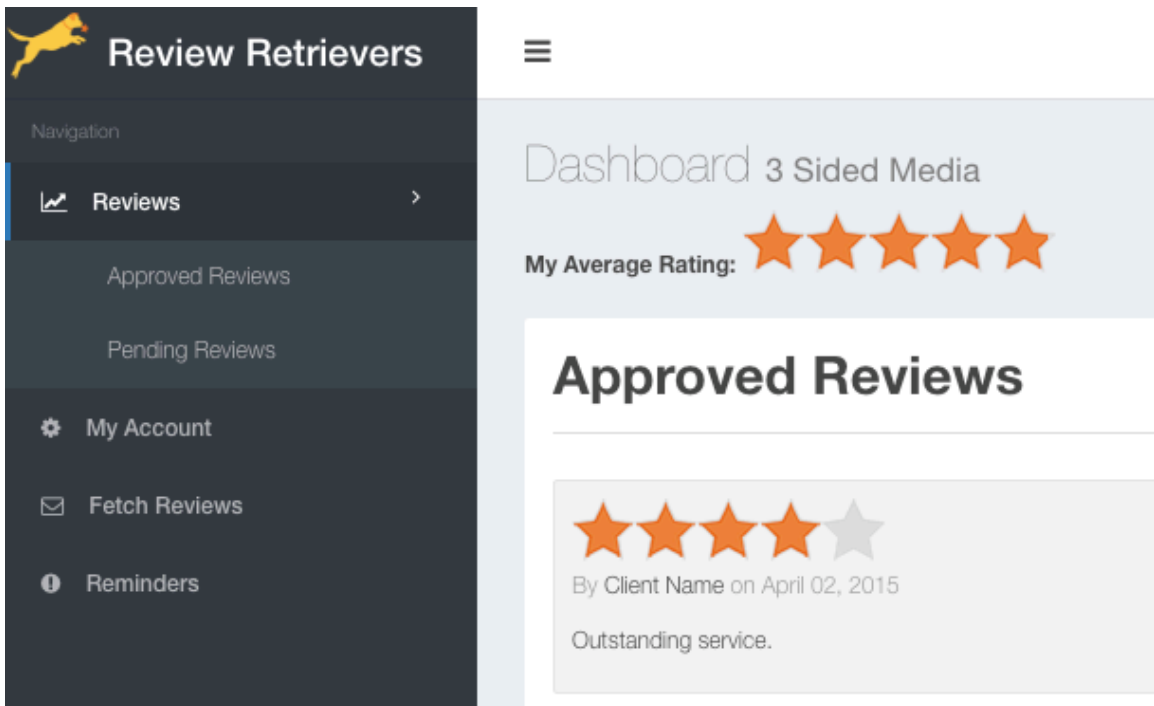 Review Retrievers
Navigation
Reviews
Approved Reviews
Pending Reviews
My Account
Fetch Reviews
Reminders
Dashboard 3 Sided Media
My Average Rating:
Approved Reviews
By Client Name on April 02, 2015
Outstanding service.